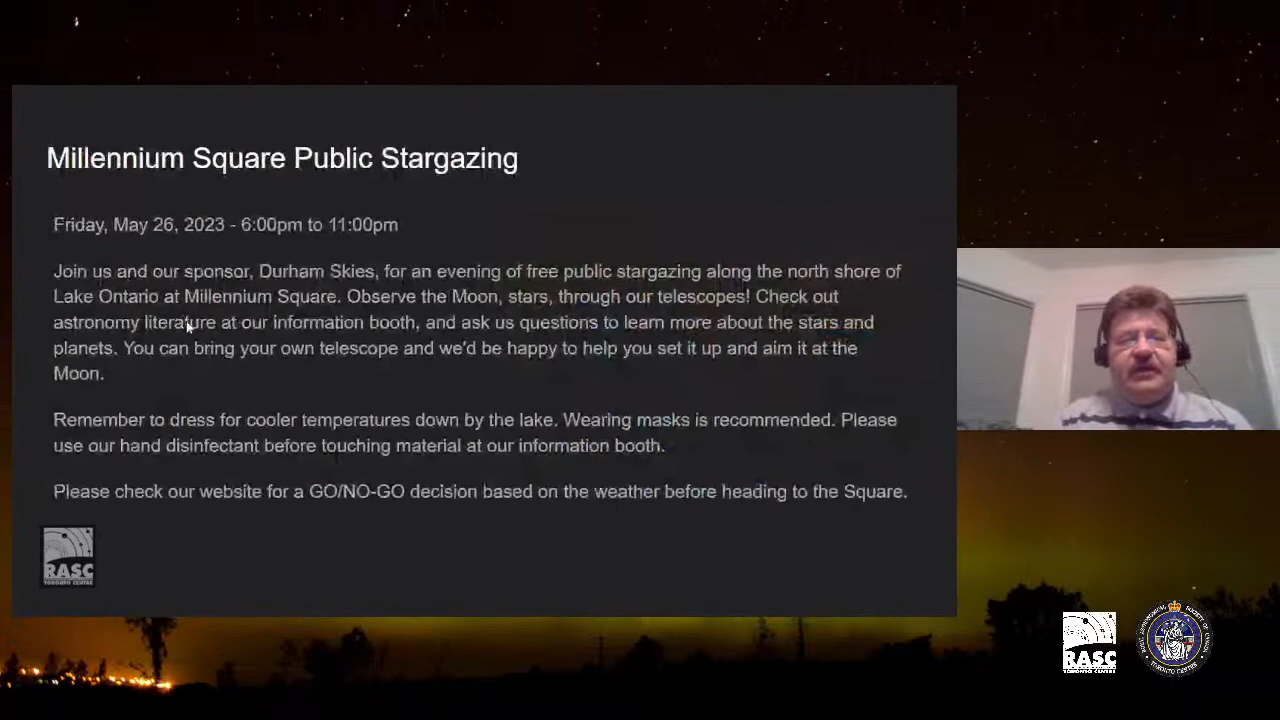 Millennium Square Public Stargazing
Friday, May 26, 2023 - 6:00pm to 11:00pm
Join us and our sponsor, Durham Skies, for an evening of free public stargazing along the north shore of
Lake Ontario at Millennium Square. Observe the Moon, stars, through our telescopes! Check out
astronomy literature at our information booth, and ask us questions to learn more about the stars and
planets. You can bring your own telescope and we'd be happy to help you set it up and aim it at the
Moon.
Remember to dress for cooler temperatures down by the lake. Wearing masks is recommended. Please
use our hand disinfectant before touching material at our information booth.
Please check our website for a GO/NO-GO decision based on the weather before heading to the Square.
RASC
TORONTO CENTRE
RASC
TORONTO CENTRE
TORONTO CENTRE